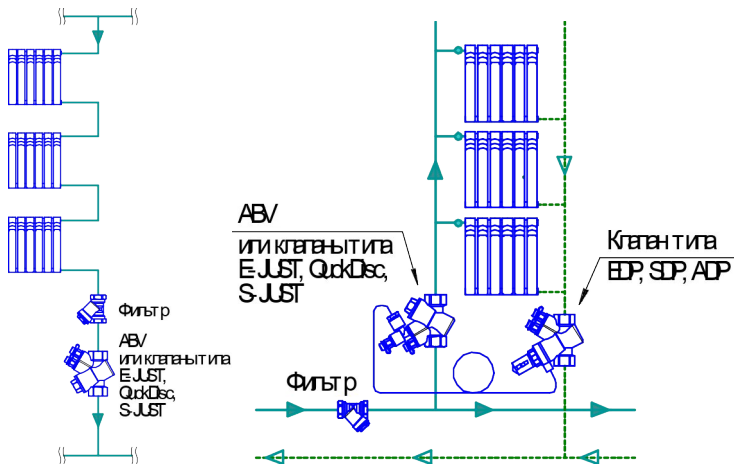 Фильтр
ABV
или клапаны типа
E-JUST,
QuickDisc,
S-JUST
ABV
или клапаны типа
E-JUST, QuickDisc,
S-JUST
Клапан типа
EDP, SDP, ADP
Фильтр